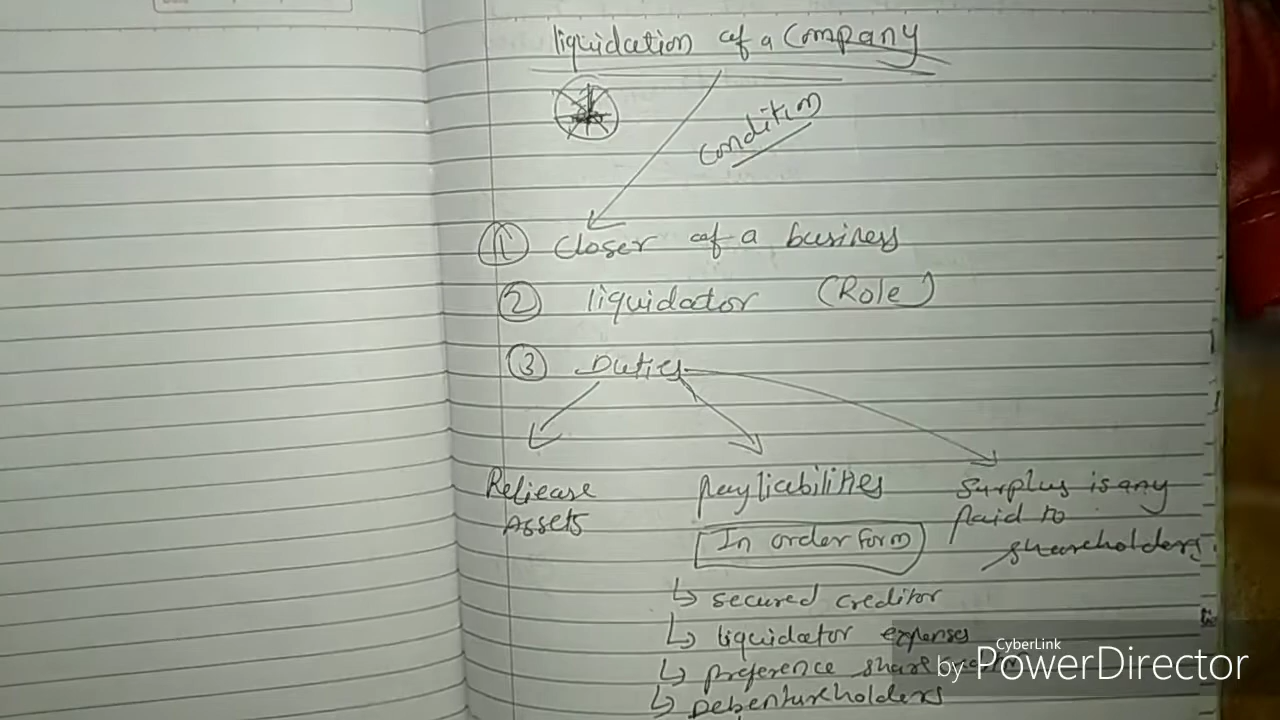 liquidation of a Company
condition
① Closer of a business
② liquidator (Role)
③ Duties
Reliease Assets
pay liabilities
In order form
surplus is any
paid to
shareholders
↳ secured creditor
↳ liquidator expenses
↳ preference share
↳ Debentureholders
CyberLink
by PowerDirector